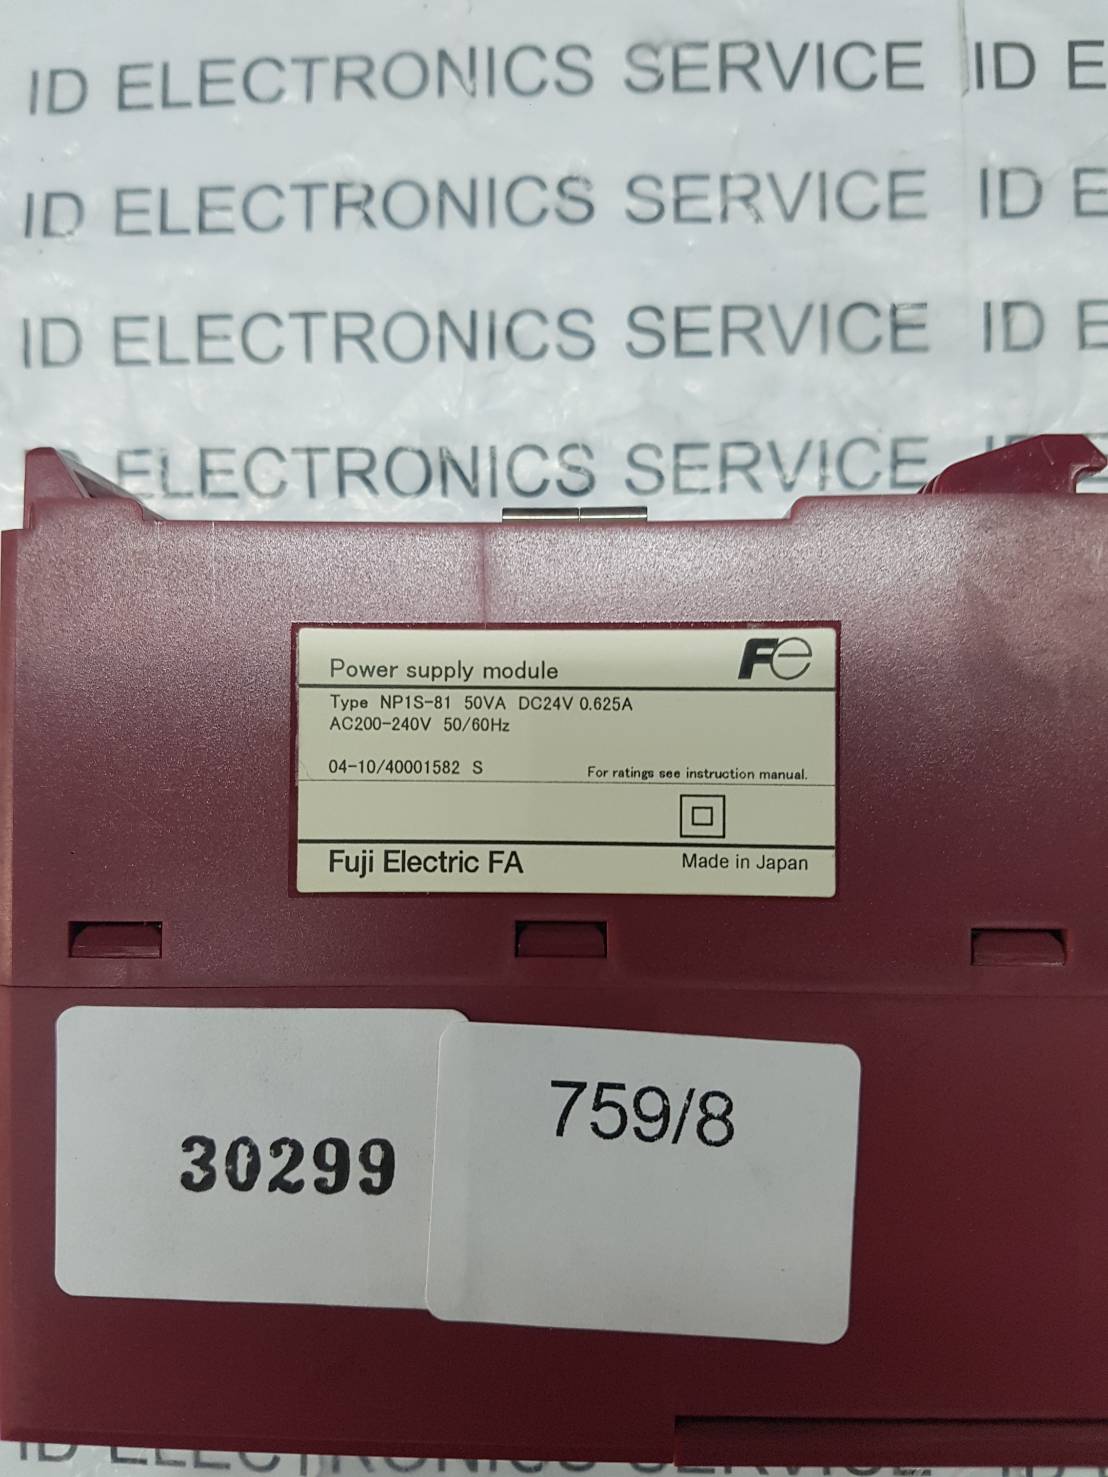 ID ELECTRONICS SERVICE ID E
ID ELECTRONICS SERVICE ID E
ID ELECTRONICS SERVICE ID E
ELECTRONICS SERVICE
Power supply module
Fe
Type NP1S-81 50VA DC24V 0.625A
AC200-240V 50/60Hz
04-10/40001582 S
For ratings see instruction manual.
Fuji Electric FA
Made in Japan
30299
759/8